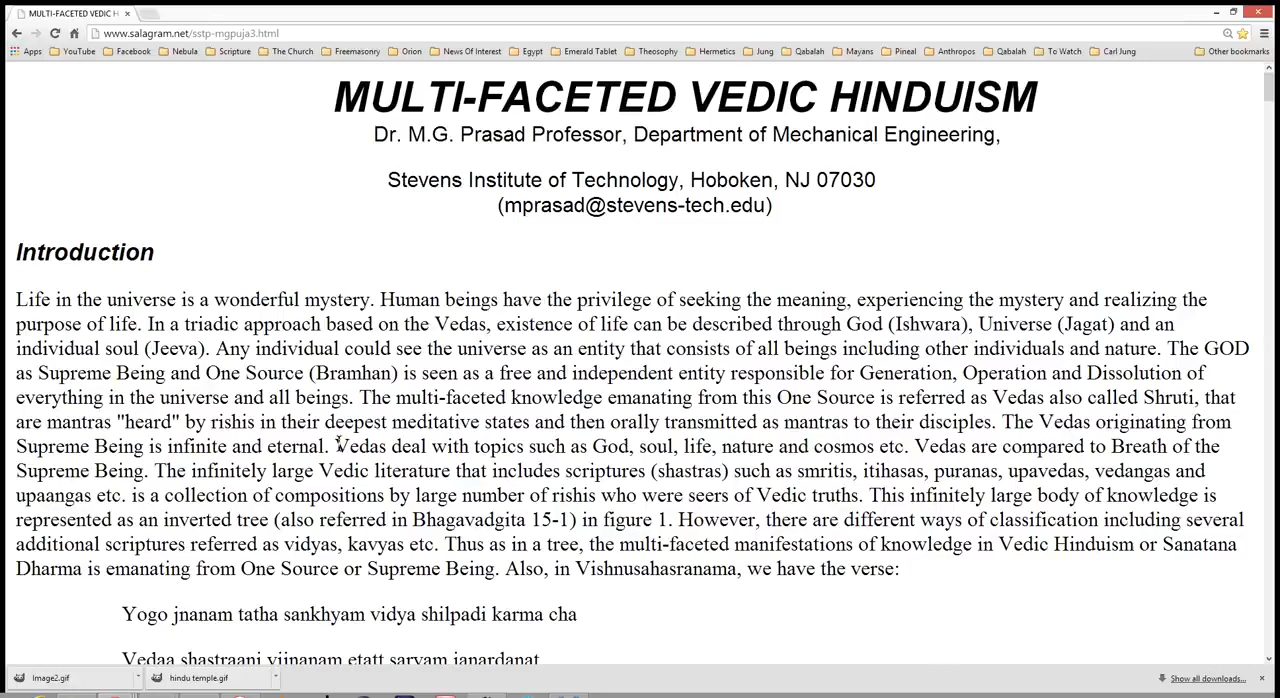 MULTI-FACETED VEDIC H
www.salagram.net/sstp-mgpuja3.html
Apps YouTube Facebook Nebula Scripture The Church Freemasonry Orion News Of Interest Egypt Emerald Tablet Theosophy Hermetics Jung Qabalah Mayans Pineal Anthropos Qabalah To Watch Carl Jung Other bookmarks
MULTI-FACETED VEDIC HINDUISM
Dr. M.G. Prasad Professor, Department of Mechanical Engineering,
Stevens Institute of Technology, Hoboken, NJ 07030
(mprasad@stevens-tech.edu)
Introduction
Life in the universe is a wonderful mystery. Human beings have the privilege of seeking the meaning, experiencing the mystery and realizing the
purpose of life. In a triadic approach based on the Vedas, existence of life can be described through God (Ishwara), Universe (Jagat) and an
individual soul (Jeeva). Any individual could see the universe as an entity that consists of all beings including other individuals and nature. The GOD
as Supreme Being and One Source (Bramhan) is seen as a free and independent entity responsible for Generation, Operation and Dissolution of
everything in the universe and all beings. The multi-faceted knowledge emanating from this One Source is referred as Vedas also called Shruti, that
are mantras "heard" by rishis in their deepest meditative states and then orally transmitted as mantras to their disciples. The Vedas originating from
Supreme Being is infinite and eternal. Vedas deal with topics such as God, soul, life, nature and cosmos etc. Vedas are compared to Breath of the
Supreme Being. The infinitely large Vedic literature that includes scriptures (shastras) such as smritis, itihasas, puranas, upavedas, vedangas and
upaangas etc. is a collection of compositions by large number of rishis who were seers of Vedic truths. This infinitely large body of knowledge is
represented as an inverted tree (also referred in Bhagavadgita 15-1) in figure 1. However, there are different ways of classification including several
additional scriptures referred as vidyas, kavyas etc. Thus as in a tree, the multi-faceted manifestations of knowledge in Vedic Hinduism or Sanatana
Dharma is emanating from One Source or Supreme Being. Also, in Vishnusahasranama, we have the verse:
Yogo jnanam tatha sankhyam vidya shilpadi karma cha
Vedaa shastraani vijnanam etatt sarvam janardanat
Image2.gif hindu temple.gif Show all downloads...